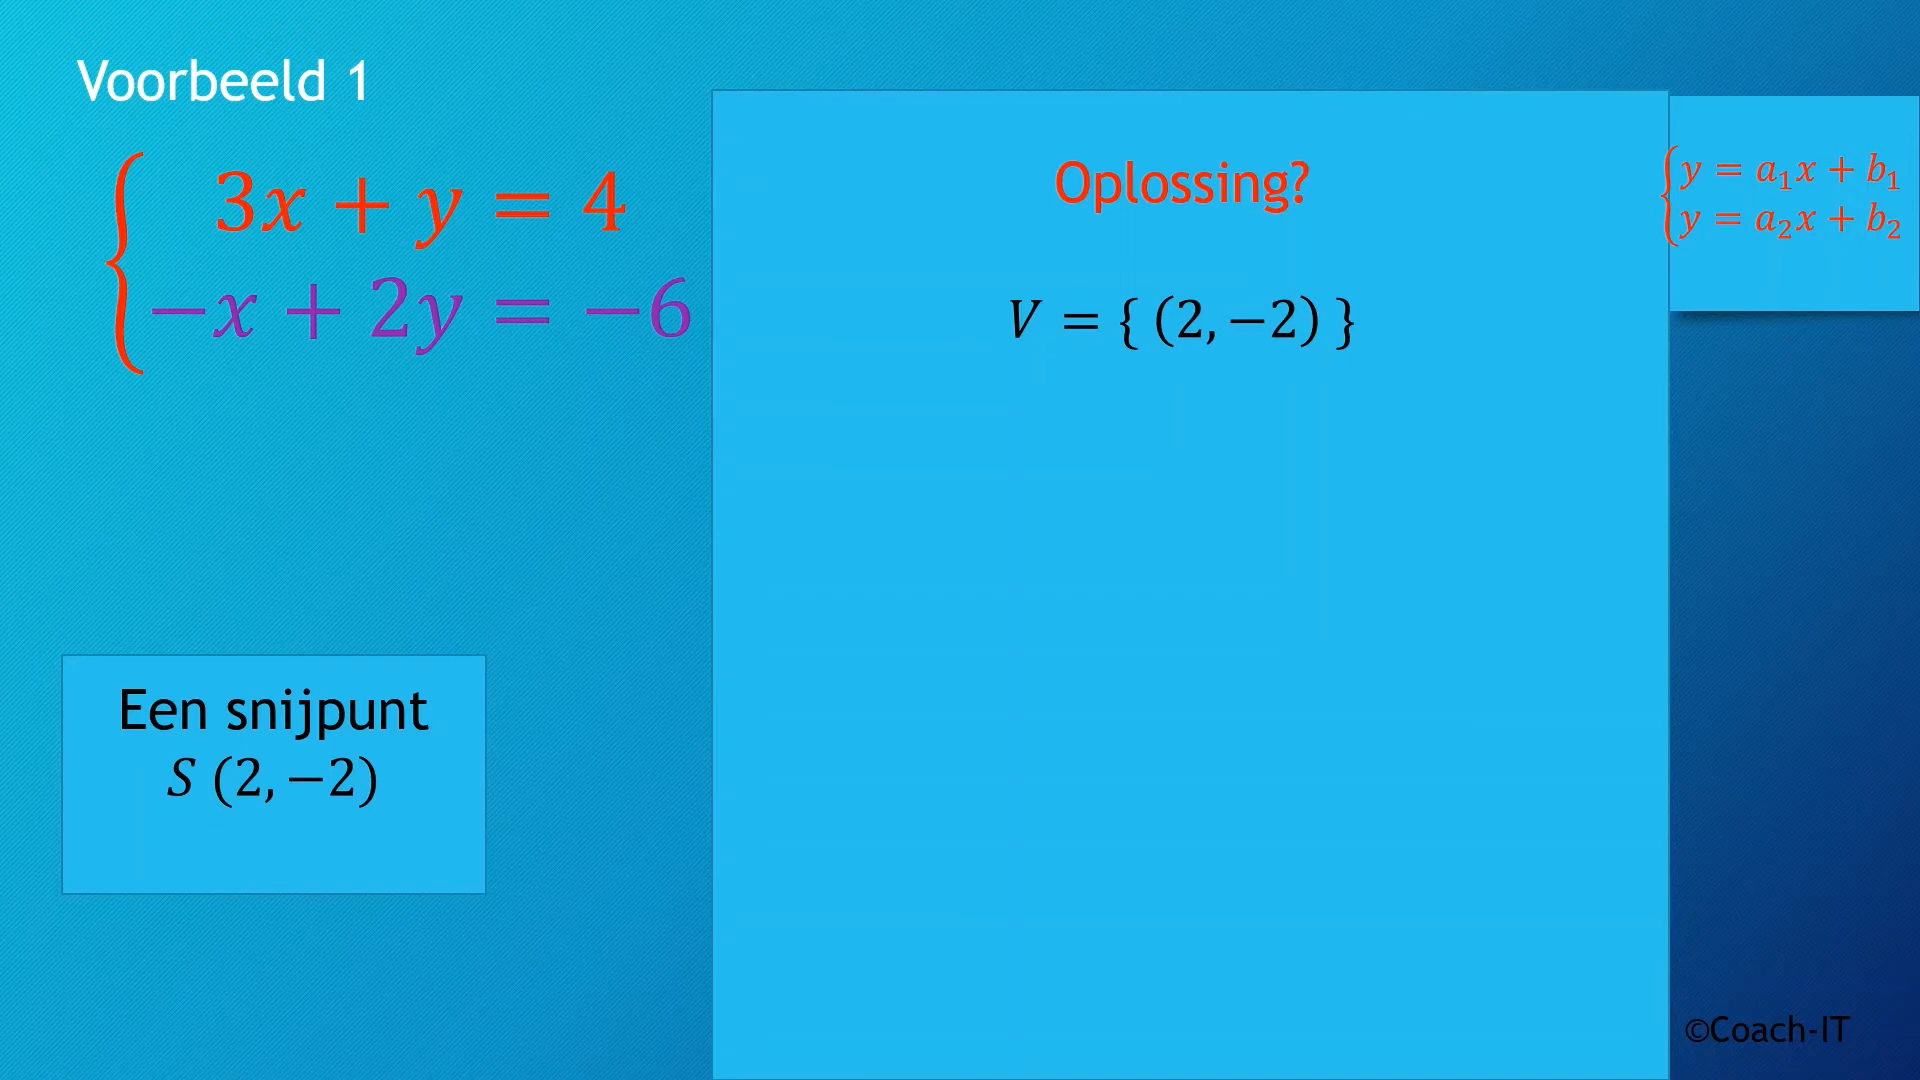 Voorbeeld 1
3x + y = 4
−x + 2y = −6
Oplossing?
V = { (2, −2) }
y = a₁x + b₁
y = a₂x + b₂
Een snijpunt
S (2, −2)
©Coach-IT